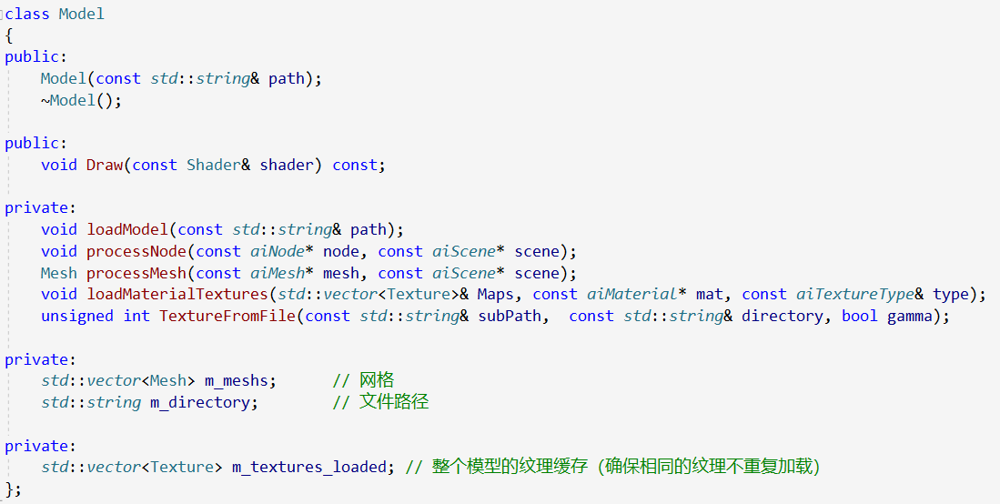 class Model
{
public:
    Model(const std::string& path);
    ~Model();
public:
    void Draw(const Shader& shader) const;
private:
    void loadModel(const std::string& path);
    void processNode(const aiNode* node, const aiScene* scene);
    Mesh processMesh(const aiMesh* mesh, const aiScene* scene);
    void loadMaterialTextures(std::vector<Texture>& Maps, const aiMaterial* mat, const aiTextureType& type);
    unsigned int TextureFromFile(const std::string& subPath,  const std::string& directory, bool gamma);
private:
    std::vector<Mesh> m_meshs;      // 网格
    std::string m_directory;        // 文件路径
private:
    std::vector<Texture> m_textures_loaded; // 整个模型的纹理缓存（确保相同的纹理不重复加载）
};